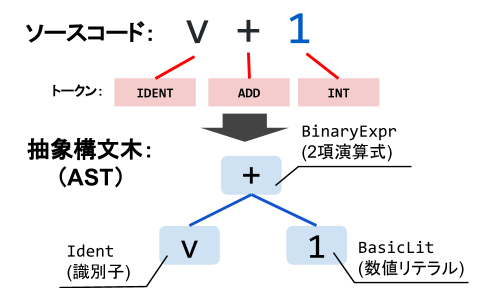 ソースコード： v + 1
トークン： IDENT ADD INT
抽象構文木：
（AST）
BinaryExpr
(2項演算式)
+
v
1
Ident
(識別子)
BasicLit
(数値リテラル)